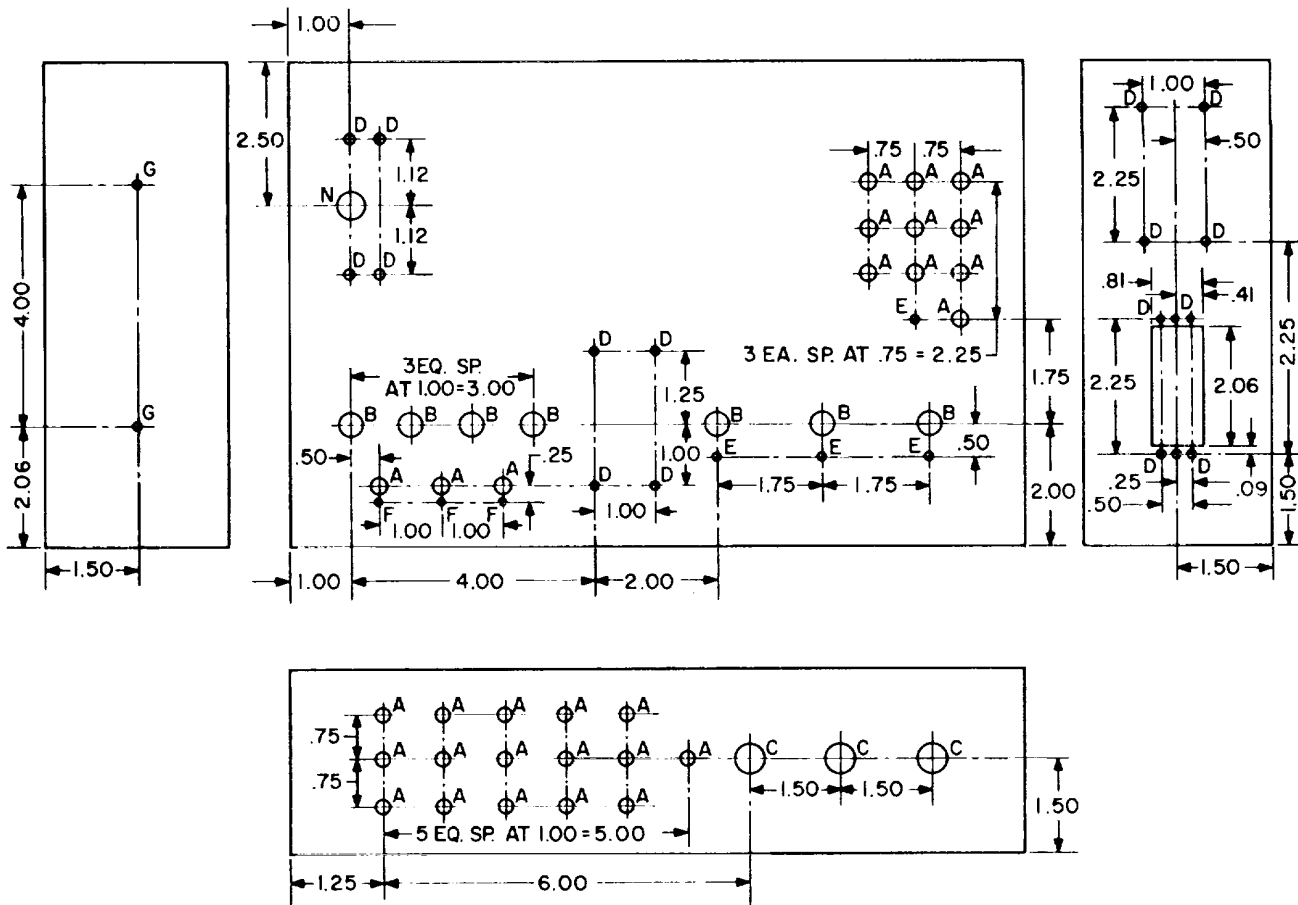 1.00
2.50
D D
1.12
N
1.12
D D
.75 .75
A A A
A A A
A A A
E A
3 EA. SP. AT .75 = 2.25
1.75
3 EQ. SP.
AT 1.00=3.00
D D
1.25
B B B B
B B B
.50
.25
1.00
E E E
.50
A A A
D D
F F F
1.00 1.00
1.00
1.75 1.75
2.00
1.00
4.00
2.00
G
4.00
G
2.06
1.50
1.00
D D
.50
2.25
D D
.81
.41
D D
2.25
2.06
2.25
D D
.25
.09
.50
1.50
1.50
A A A A A
.75
A A A A A A C C C
.75
1.50 1.50
A A A A A
1.50
5 EQ. SP. AT 1.00=5.00
1.25
6.00